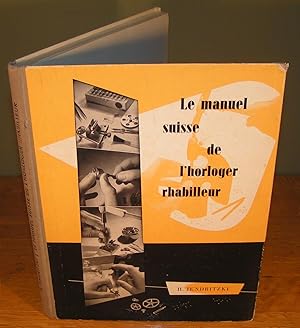 Le manuel
suisse
de
l'horloger
rhabilleur
H. JENDRITZKI